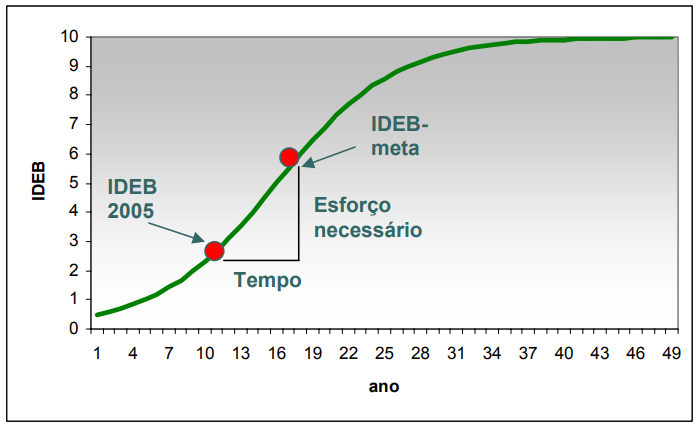 10
9
8
7
6
5
4
3
2
1
0
IDEB
IDEB-
meta
IDEB
2005
Esforço
necessário
Tempo
1 4 7 10 13 16 19 22 25 28 31 34 37 40 43 46 49
ano